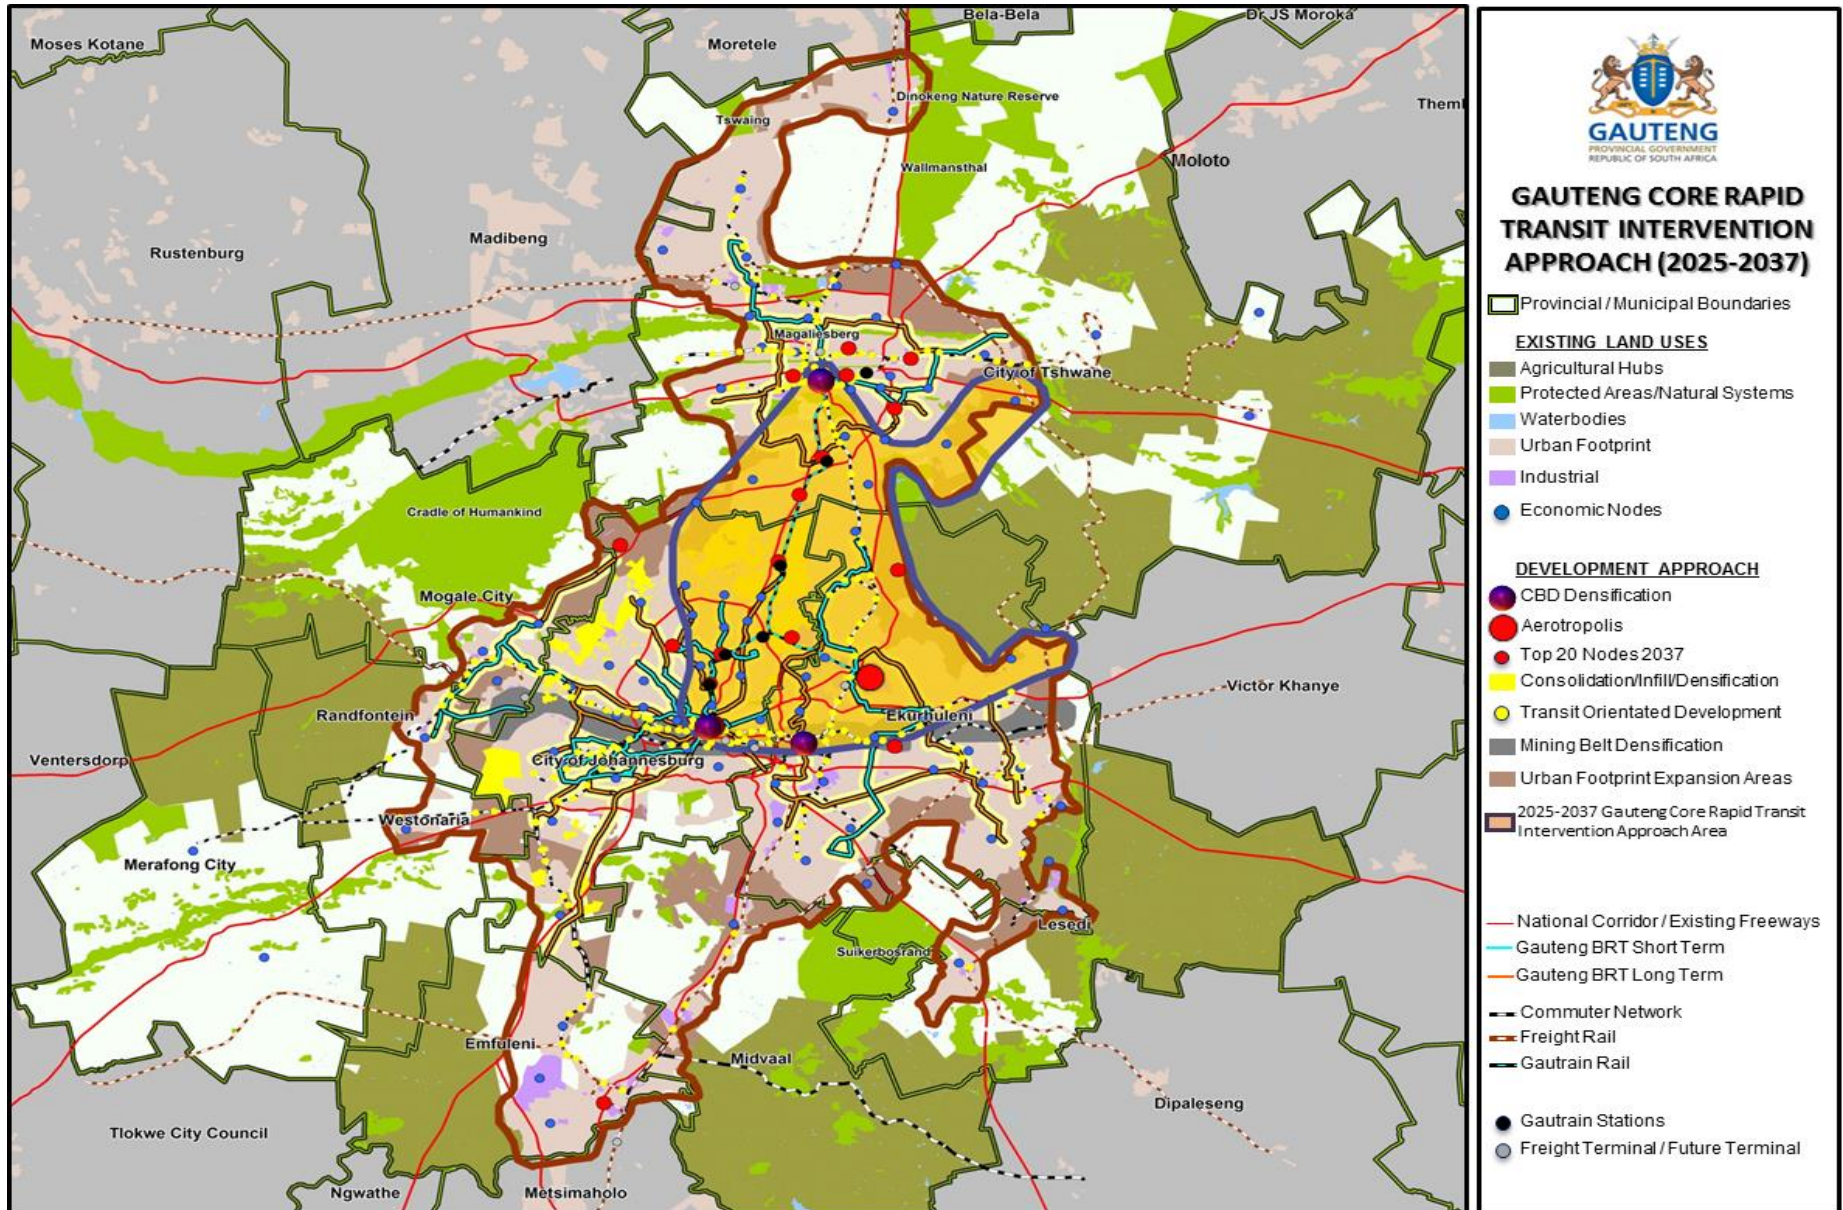 Bela-Bela
Dr JS Moroka
Moses Kotane
Moretele
Dinokeng Nature Reserve
Tswaing
Moloto
Wallmansthal
Madibeng
Rustenburg
Magaliesberg
City of Tshwane
Cradle of Humankind
Mogale City
Victor Khanye
Randfontein
Ekurhuleni
Ventersdorp
City of Johannesburg
Westonaria
Merafong City
Lesedi
Suikerbosrand
Emfuleni
Midvaal
Dipaleseng
Tlokwe City Council
Ngwathe
Metsimaholo
GAUTENG
PROVINCIAL GOVERNMENT
REPUBLIC OF SOUTH AFRICA
GAUTENG CORE RAPID
TRANSIT INTERVENTION
APPROACH (2025-2037)
Provincial / Municipal Boundaries
EXISTING LAND USES
Agricultural Hubs
Protected Areas/Natural Systems
Waterbodies
Urban Footprint
Industrial
Economic Nodes
DEVELOPMENT APPROACH
CBD Densification
Aerotropolis
Top 20 Nodes 2037
Consolidation/Infill/Densification
Transit Orientated Development
Mining Belt Densification
Urban Footprint Expansion Areas
2025-2037 Gauteng Core Rapid Transit
Intervention Approach Area
National Corridor / Existing Freeways
Gauteng BRT Short Term
Gauteng BRT Long Term
Commuter Network
Freight Rail
Gautrain Rail
Gautrain Stations
Freight Terminal / Future Terminal